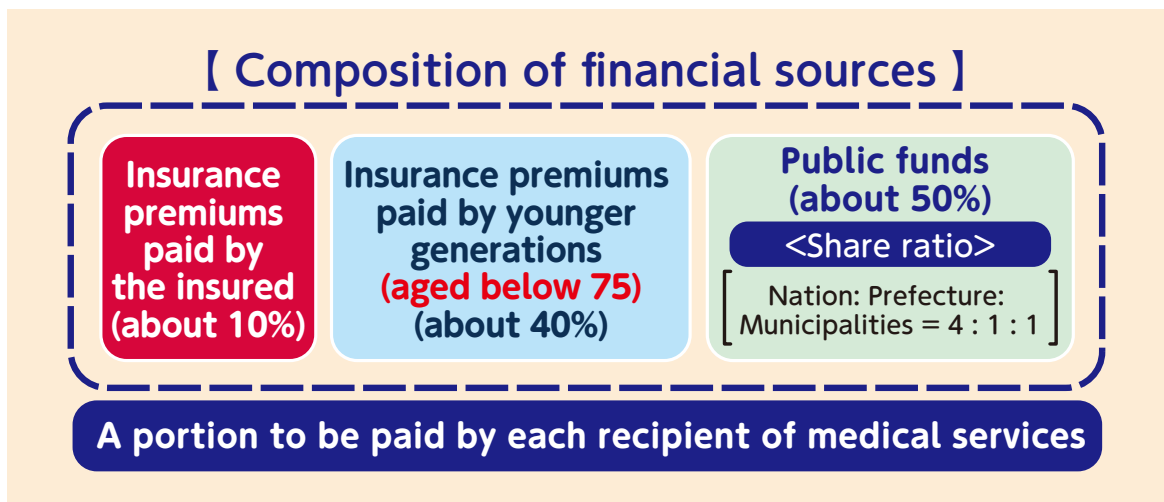 【 Composition of financial sources 】
Insurance
premiums
paid by
the insured
(about 10%)
Insurance premiums
paid by younger
generations
(aged below 75)
(about 40%)
Public funds
(about 50%)
<Share ratio>
[Nation: Prefecture:
Municipalities = 4 : 1 : 1]
A portion to be paid by each recipient of medical services